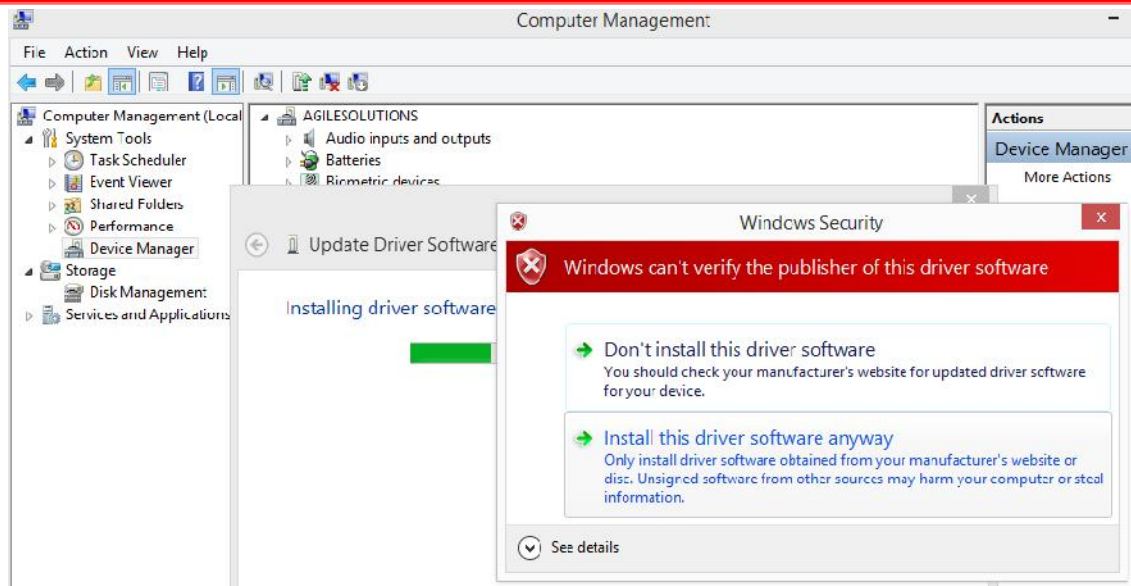 Computer Management
File Action View Help
Computer Management (Local
System Tools
Task Scheduler
Event Viewer
Shared Folders
Performance
Device Manager
Storage
Disk Management
Services and Applications
AGILESOLUTIONS
Audio inputs and outputs
Batteries
Biometric devices
Actions
Device Manager
More Actions
Update Driver Software
Installing driver software
Windows Security
Windows can't verify the publisher of this driver software
Don't install this driver software
You should check your manufacturer's website for updated driver software
for your device.
Install this driver software anyway
Only install driver software obtained from your manufacturer's website or
disc. Unsigned software from other sources may harm your computer or steal
information.
See details